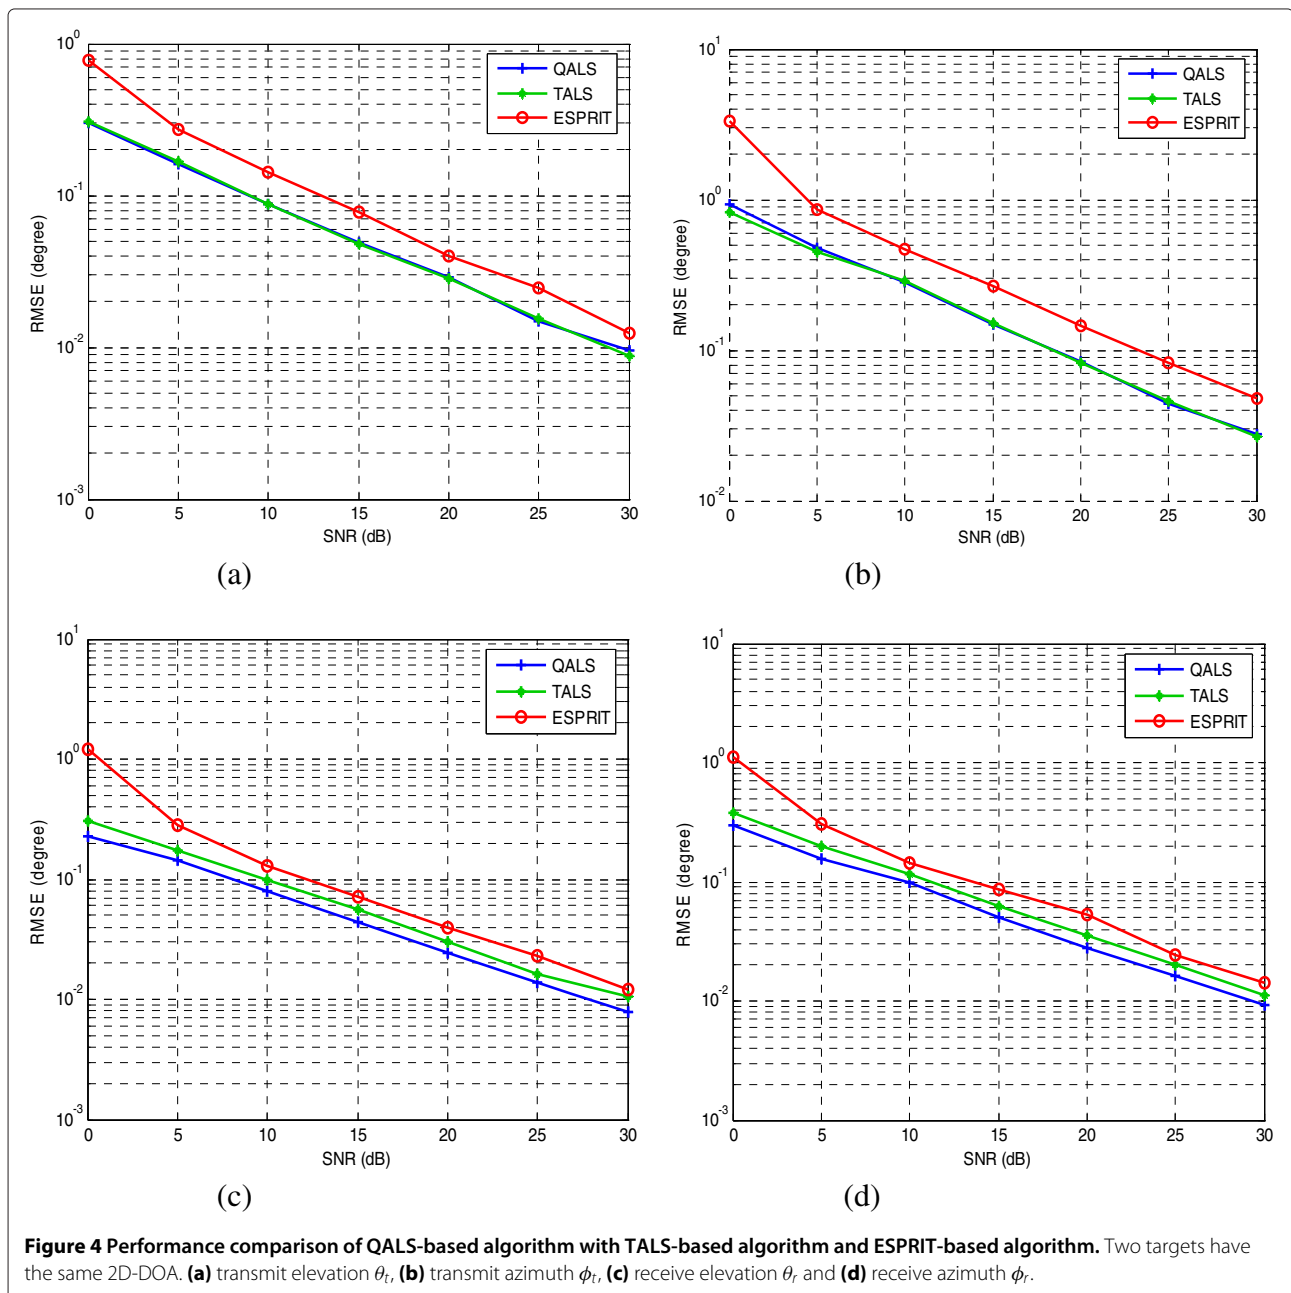 10^0
10^-1
10^-2
10^-3
RMSE (degree)
0 5 10 15 20 25 30
SNR (dB)
QALS
TALS
ESPRIT
(a)
10^1
10^0
10^-1
10^-2
RMSE (degree)
0 5 10 15 20 25 30
SNR (dB)
QALS
TALS
ESPRIT
(b)
10^1
10^0
10^-1
10^-2
10^-3
RMSE (degree)
0 5 10 15 20 25 30
SNR (dB)
QALS
TALS
ESPRIT
(c)
10^1
10^0
10^-1
10^-2
10^-3
RMSE (degree)
0 5 10 15 20 25 30
SNR (dB)
QALS
TALS
ESPRIT
(d)
Figure 4 Performance comparison of QALS-based algorithm with TALS-based algorithm and ESPRIT-based algorithm. Two targets have
the same 2D-DOA. (a) transmit elevation θ_t, (b) transmit azimuth ϕ_t, (c) receive elevation θ_r and (d) receive azimuth ϕ_r.